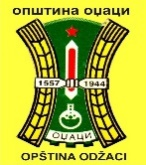 ОПШТИНА ОЏАЦИ
1557 1944
ОЏАЦИ
OPŠTINA ODŽACI